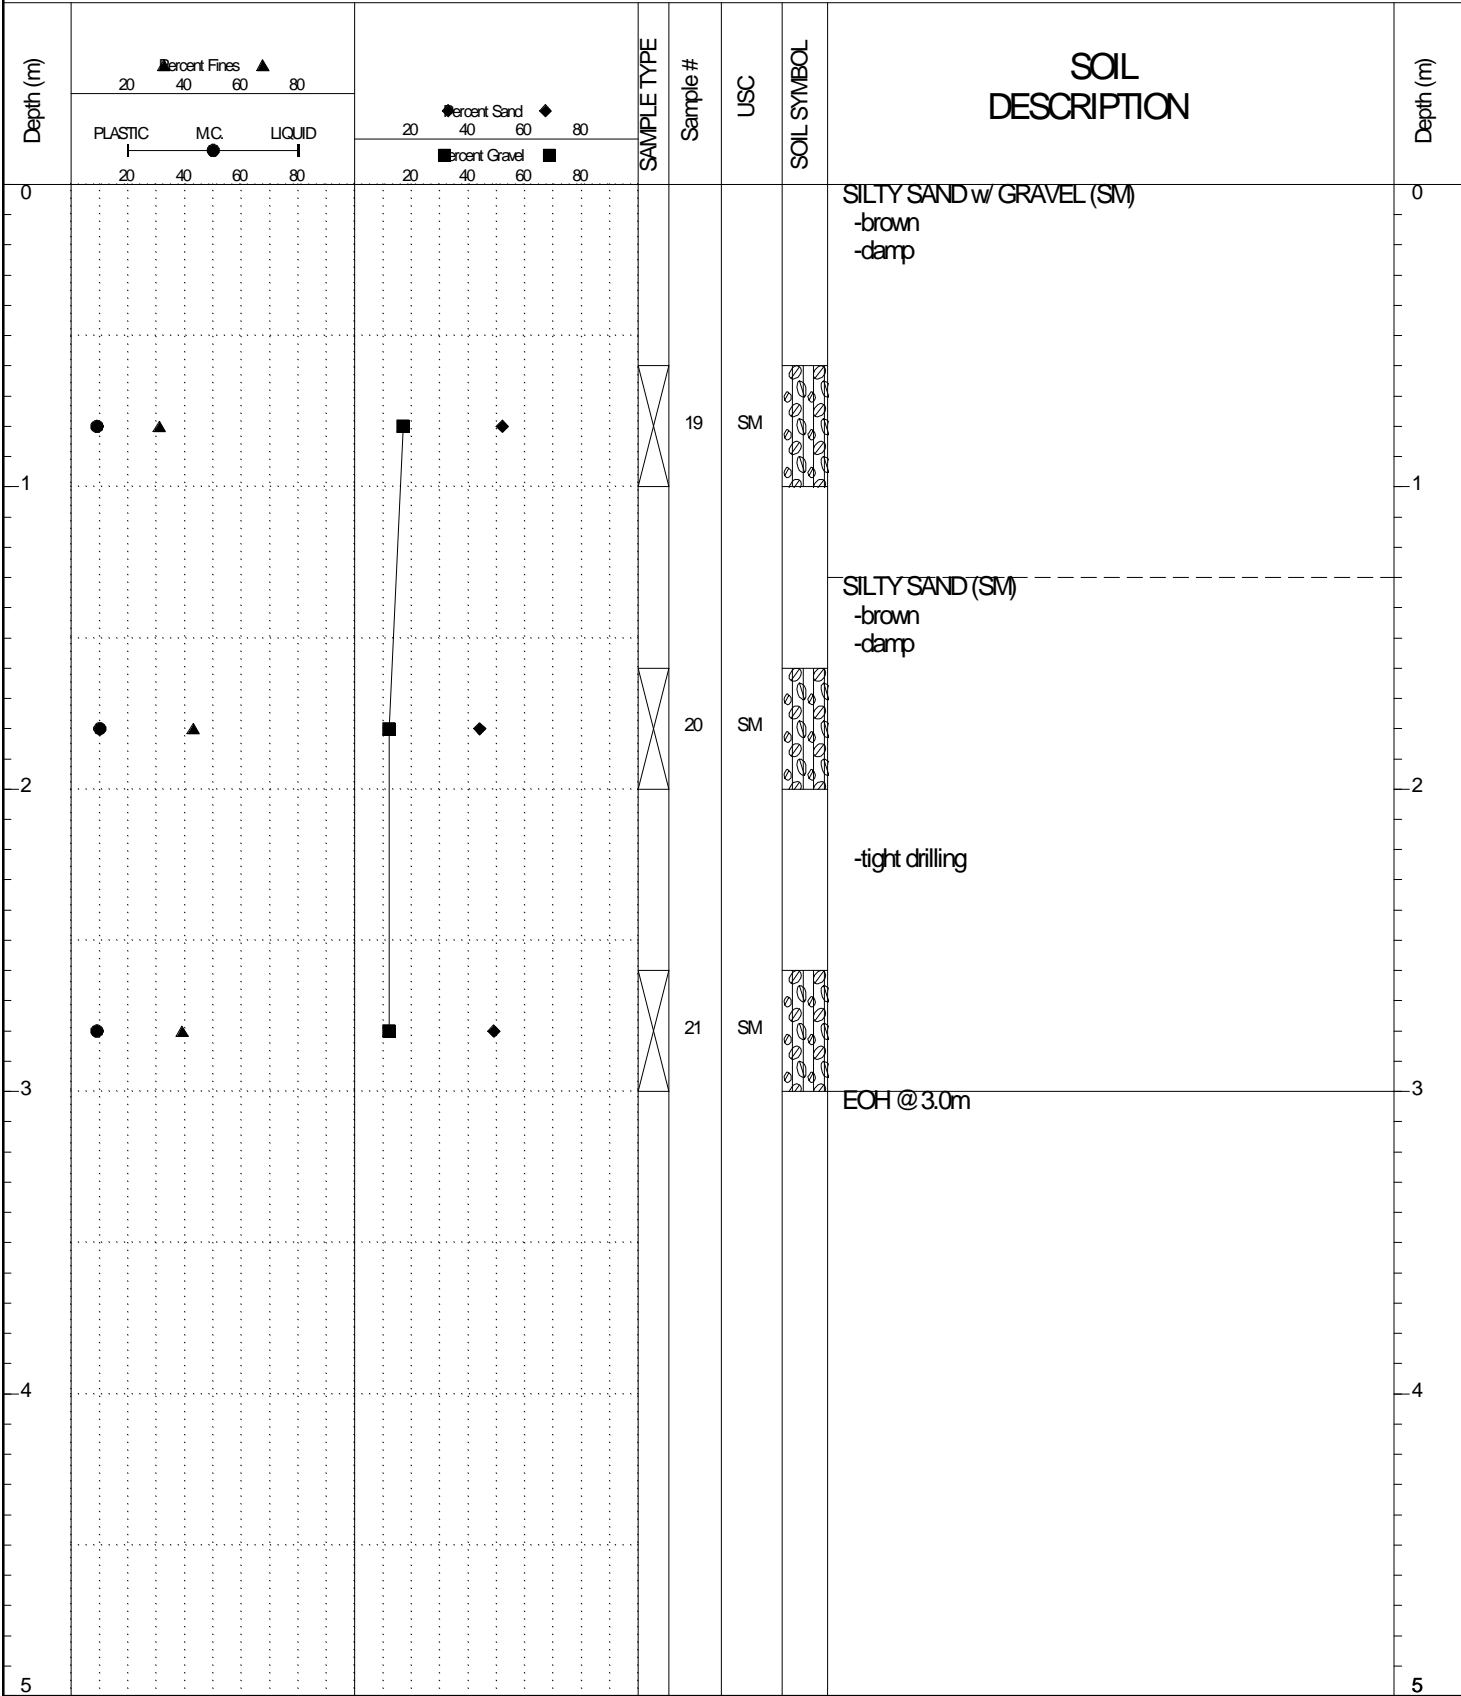 Depth (m)
Percent Fines
20 40 60 80
PLASTIC M.C. LIQUID
20 40 60 80
Percent Sand
20 40 60 80
Percent Gravel
20 40 60 80
SAMPLE TYPE
Sample #
USC
SOIL SYMBOL
SOIL
DESCRIPTION
Depth (m)
0 SILTY SAND w/ GRAVEL (SM) 0
-brown
-damp
19 SM
1 1
SILTY SAND (SM)
-brown
-damp
20 SM
2 2
-tight drilling
21 SM
3 3
EOH @ 3.0m
4 4
5 5